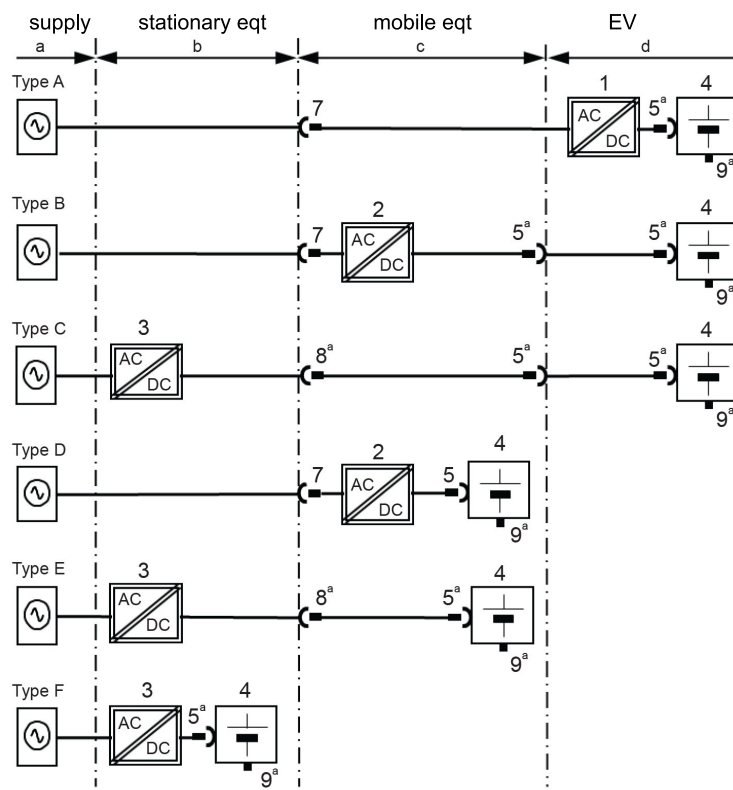 supply stationary eqt mobile eqt EV
a b c d
Type A
7 1 5a 4
AC
DC
9a
Type B
7 2 5a 5a 4
AC
DC
9a
Type C
3 8a 5a 5a 4
AC
DC
9a
Type D
7 2 5 4
AC
DC
9a
Type E
3 8a 5a 4
AC
DC
9a
Type F
3 5a 4
AC
DC
9a